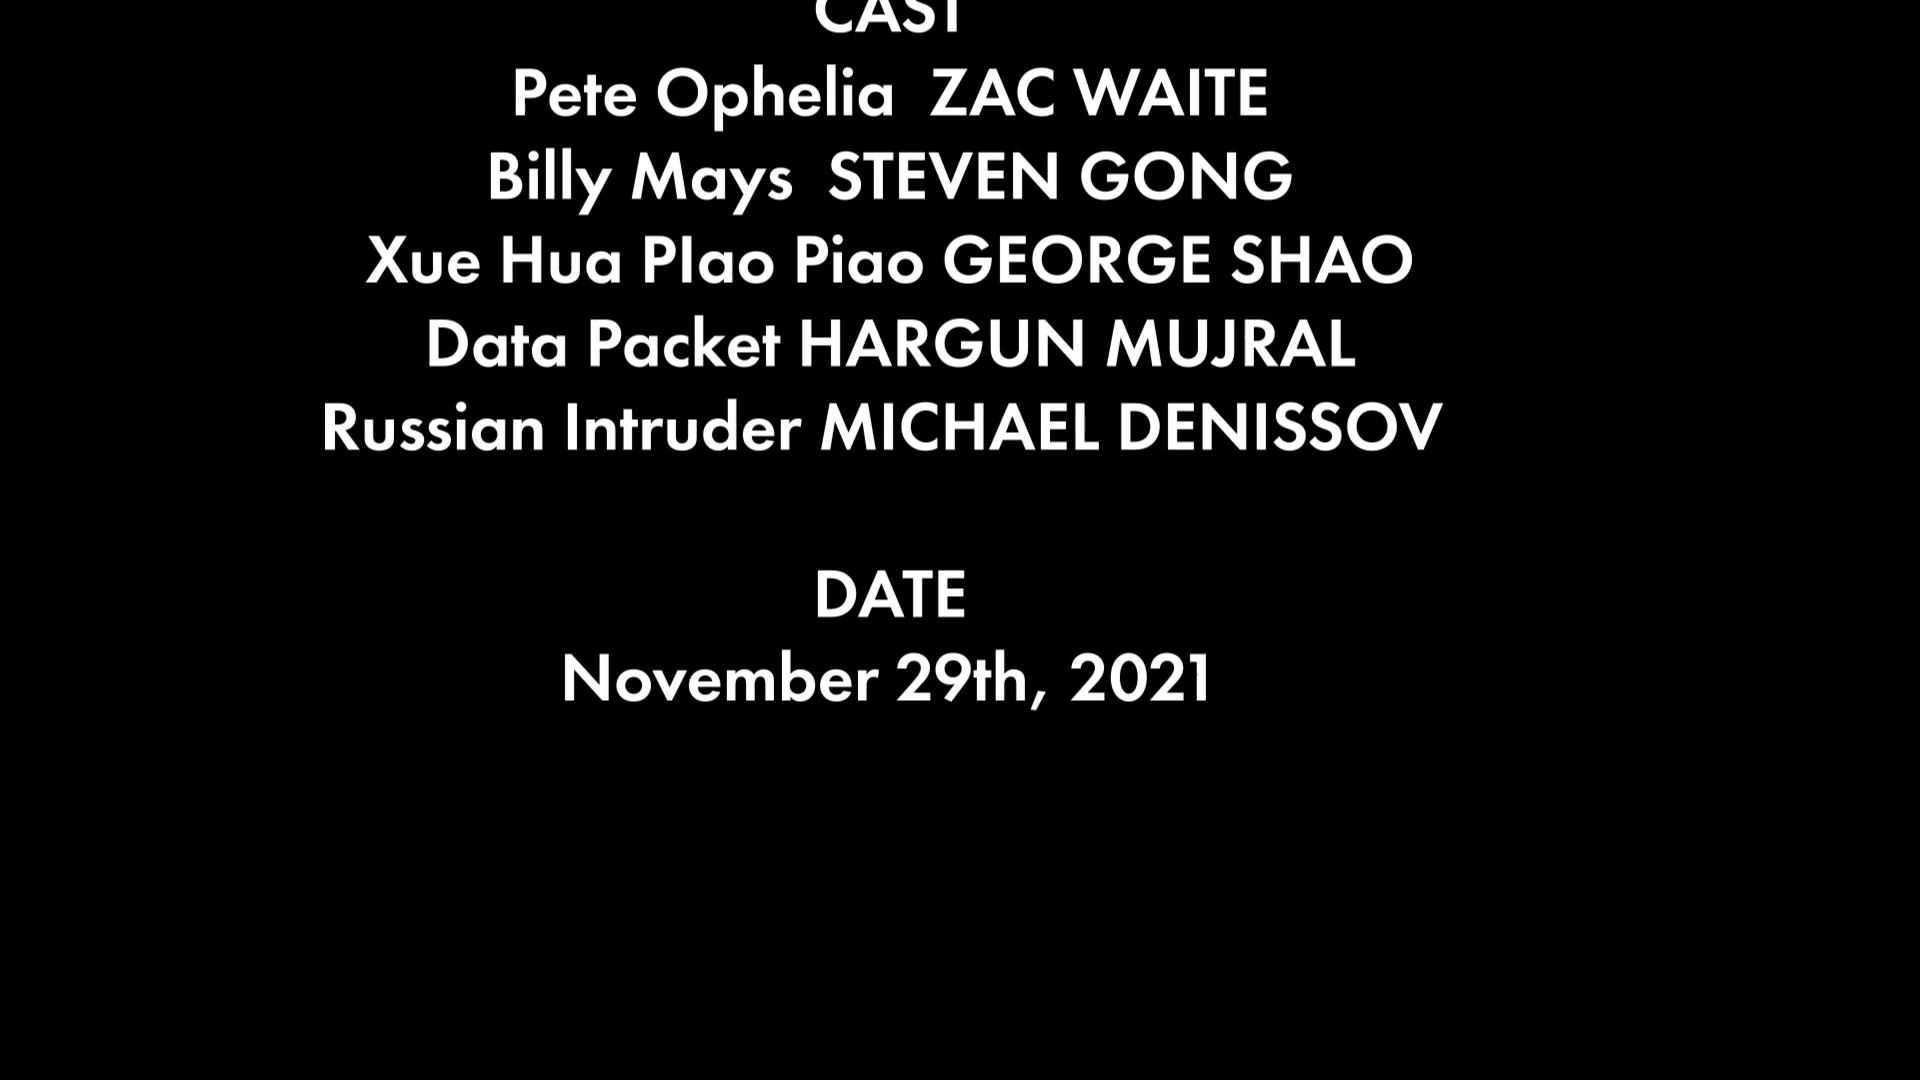 CAST
Pete Ophelia ZAC WAITE
Billy Mays STEVEN GONG
Xue Hua PIao Piao GEORGE SHAO
Data Packet HARGUN MUJRAL
Russian Intruder MICHAEL DENISSOV
DATE
November 29th, 2021